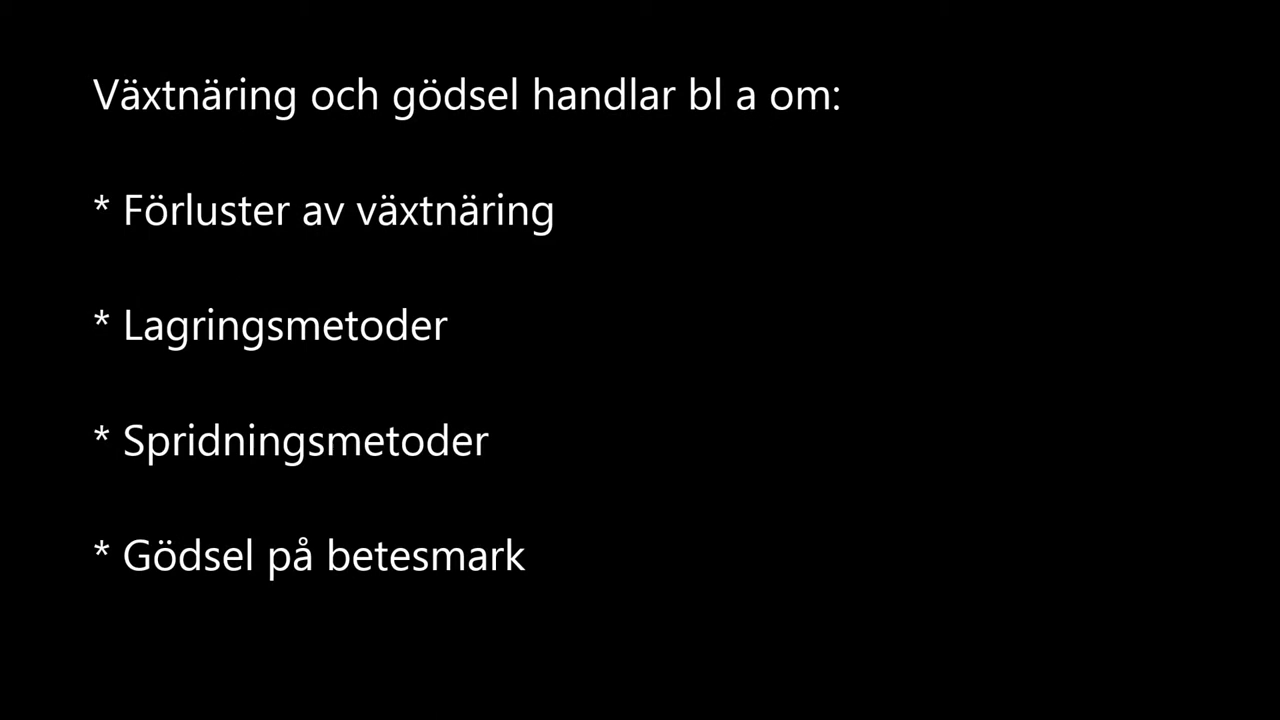 Växtnäring och gödsel handlar bl a om:
* Förluster av växtnäring
* Lagringsmetoder
* Spridningsmetoder
* Gödsel på betesmark